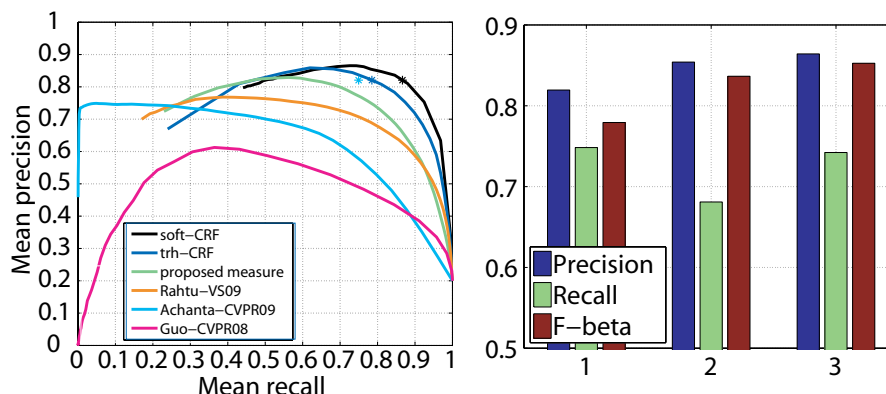 1
0.9
0.8
0.7
0.6
0.5
0.4
0.3
0.2
0.1
0
Mean precision
soft−CRF
trh−CRF
proposed measure
Rahtu−VS09
Achanta−CVPR09
Guo−CVPR08
0 0.1 0.2 0.3 0.4 0.5 0.6 0.7 0.8 0.9 1
Mean recall
0.9
0.8
0.7
0.6
0.5
Precision
Recall
F−beta
1 2 3